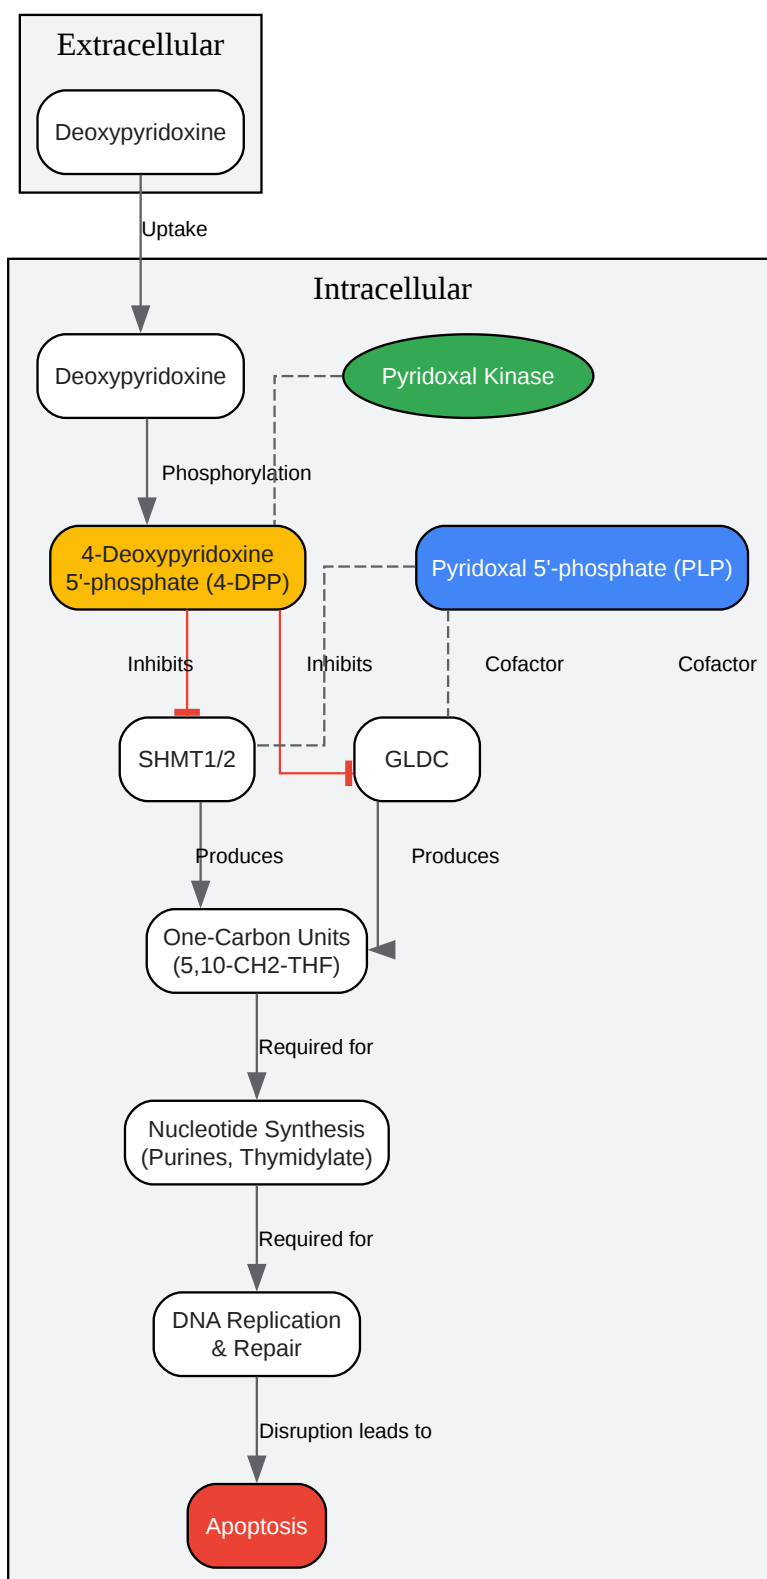 Extracellular
Deoxypyridoxine
Uptake
Intracellular
Deoxypyridoxine
Pyridoxal Kinase
Phosphorylation
4-Deoxypyridoxine
5'-phosphate (4-DPP)
Pyridoxal 5'-phosphate (PLP)
Inhibits
Inhibits
Cofactor
Cofactor
SHMT1/2
GLDC
Produces
Produces
One-Carbon Units
(5,10-CH2-THF)
Required for
Nucleotide Synthesis
(Purines, Thymidylate)
Required for
DNA Replication
& Repair
Disruption leads to
Apoptosis